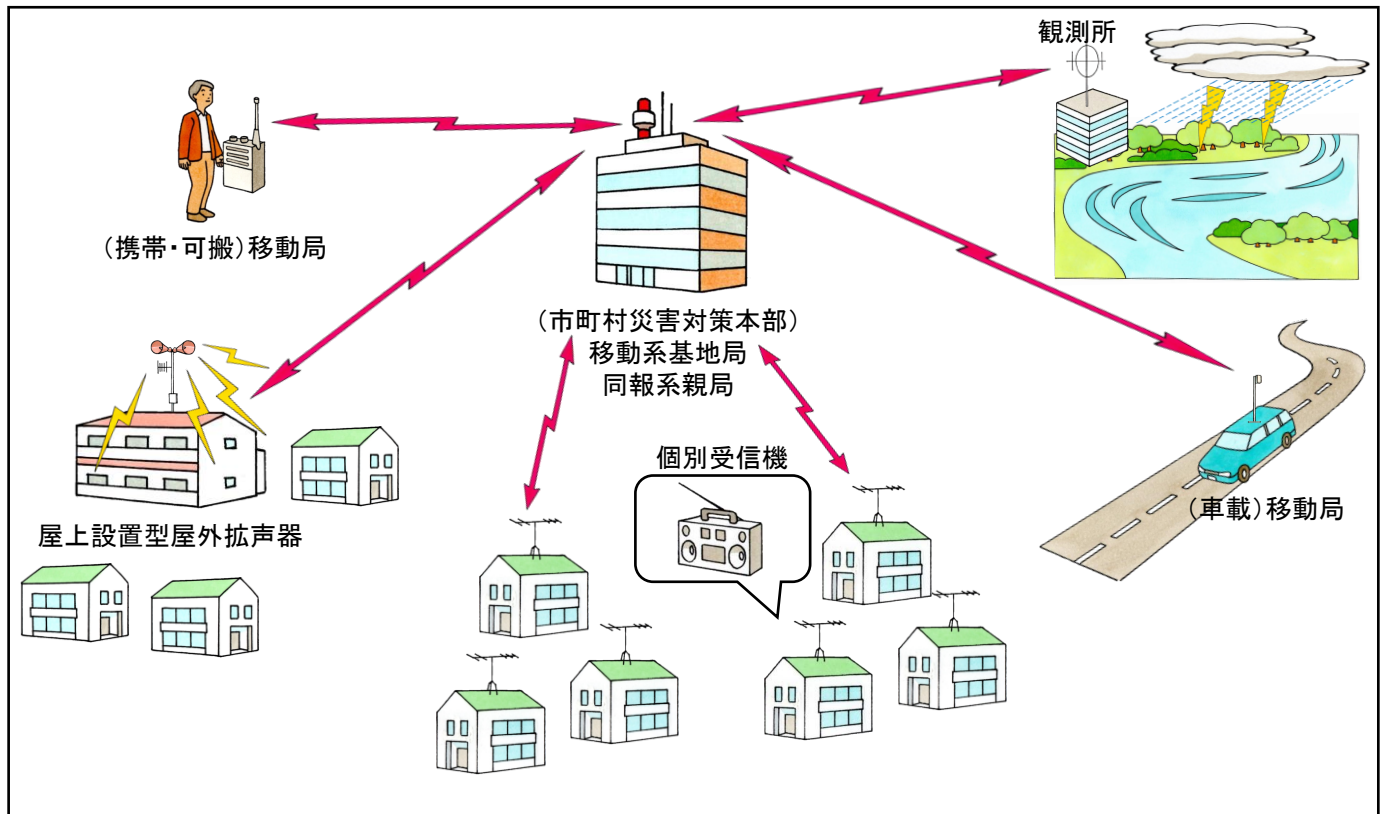 観測所
(携帯・可搬)移動局
(市町村災害対策本部)
移動系基地局
同報系親局
個別受信機
(車載)移動局
屋上設置型屋外拡声器